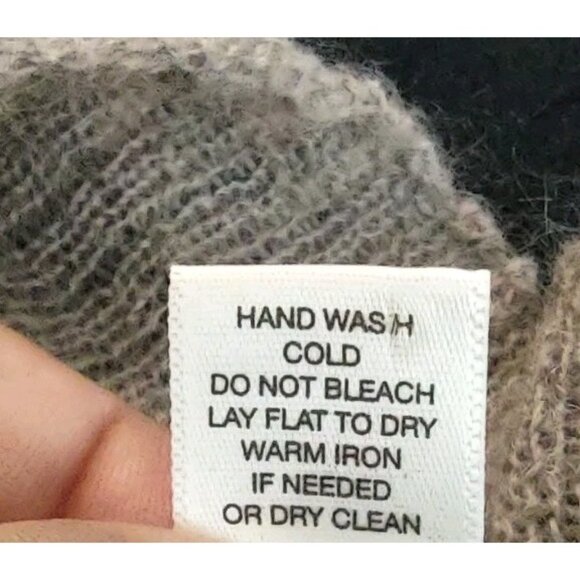 HAND WASH
COLD
DO NOT BLEACH
LAY FLAT TO DRY
WARM IRON
IF NEEDED
OR DRY CLEAN